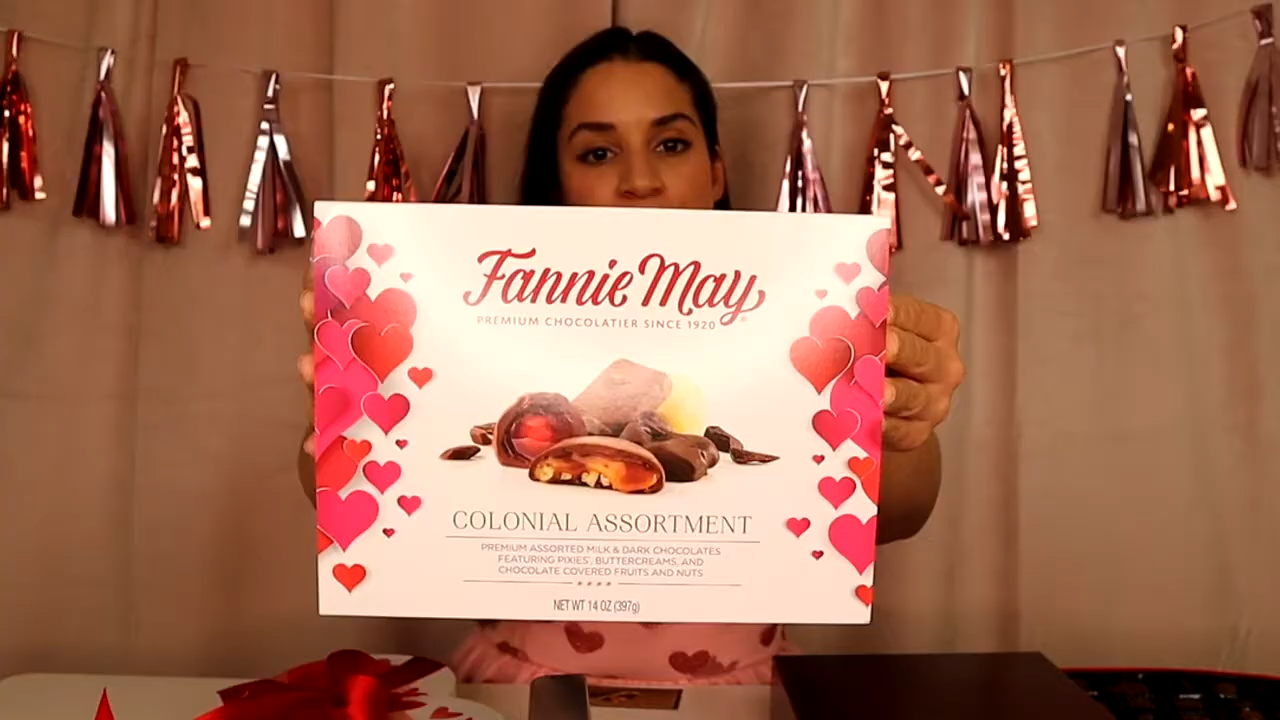 Fannie May
PREMIUM CHOCOLATIER SINCE 1920
COLONIAL ASSORTMENT
PREMIUM ASSORTED MILK & DARK CHOCOLATES
FEATURING PIXIES®, BUTTERCREAMS, AND
CHOCOLATE COVERED FRUITS AND NUTS
NET WT 14 OZ (397g)